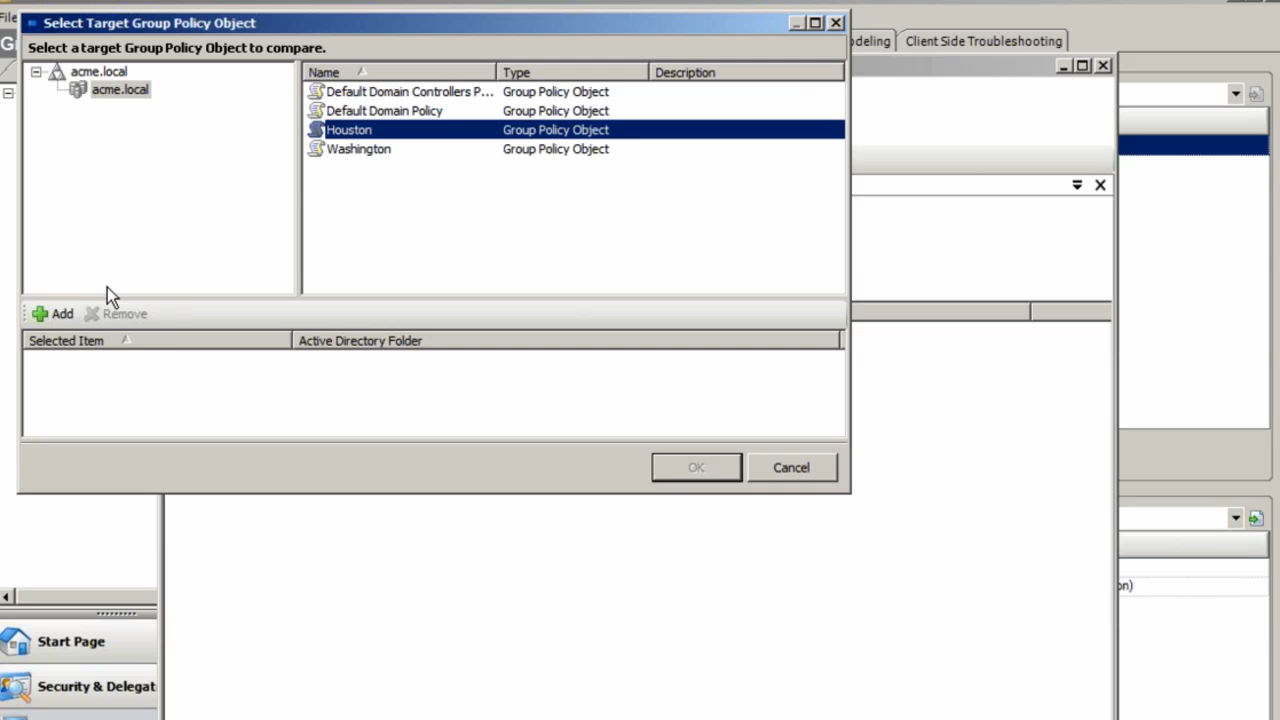 File
Select Target Group Policy Object
Select a target Group Policy Object to compare.
acme.local
acme.local
Name Type Description
Default Domain Controllers P... Group Policy Object
Default Domain Policy Group Policy Object
Houston Group Policy Object
Washington Group Policy Object
Add Remove
Selected Item Active Directory Folder
OK Cancel
Client Side Troubleshooting
Start Page
Security & Delegat